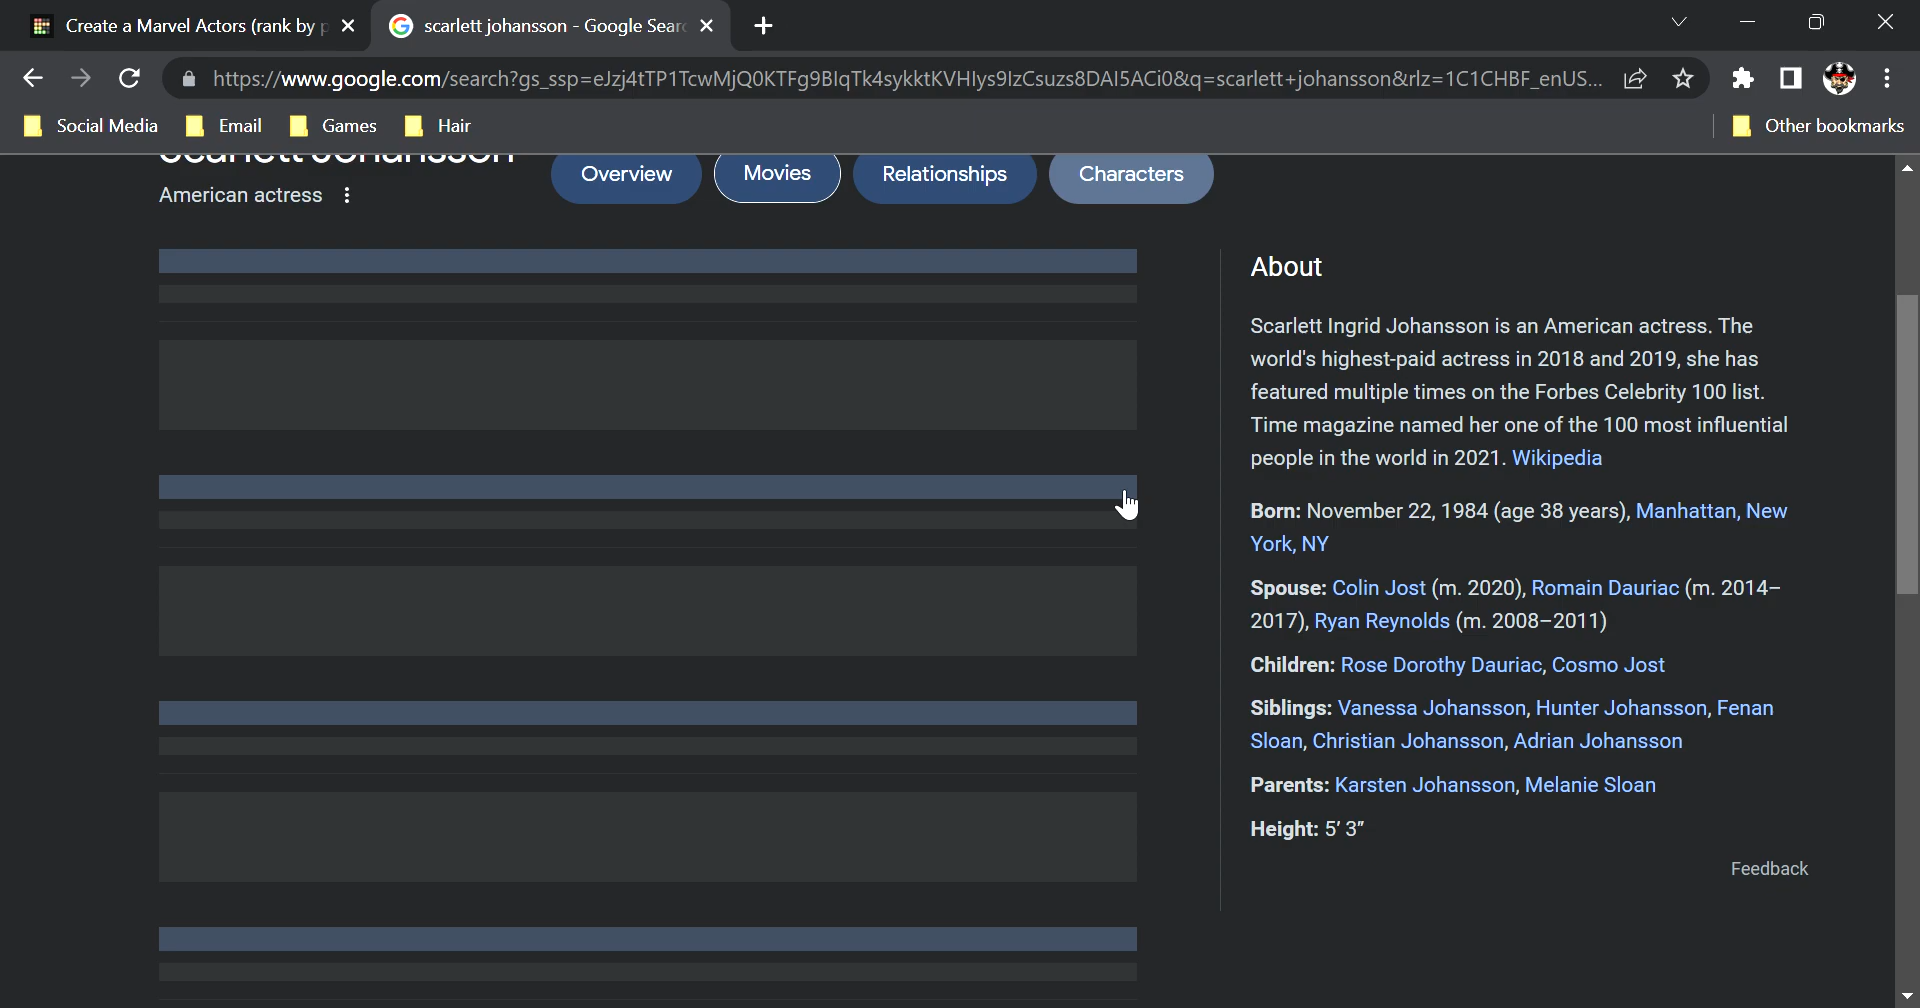 Create a Marvel Actors (rank by p
scarlett johansson - Google Sear
https://www.google.com/search?gs_ssp=eJzj4tTP1TcwMjQ0KTFg9BIqTk4sykktKVHIys9IzCsuzs8DAI5ACi0&q=scarlett+johansson&rlz=1C1CHBF_enUS...
Social Media Email Games Hair Other bookmarks
Scarlett Johansson
American actress
Overview Movies Relationships Characters
About
Scarlett Ingrid Johansson is an American actress. The
world's highest-paid actress in 2018 and 2019, she has
featured multiple times on the Forbes Celebrity 100 list.
Time magazine named her one of the 100 most influential
people in the world in 2021. Wikipedia
Born: November 22, 1984 (age 38 years), Manhattan, New
York, NY
Spouse: Colin Jost (m. 2020), Romain Dauriac (m. 2014–
2017), Ryan Reynolds (m. 2008–2011)
Children: Rose Dorothy Dauriac, Cosmo Jost
Siblings: Vanessa Johansson, Hunter Johansson, Fenan
Sloan, Christian Johansson, Adrian Johansson
Parents: Karsten Johansson, Melanie Sloan
Height: 5′ 3″
Feedback